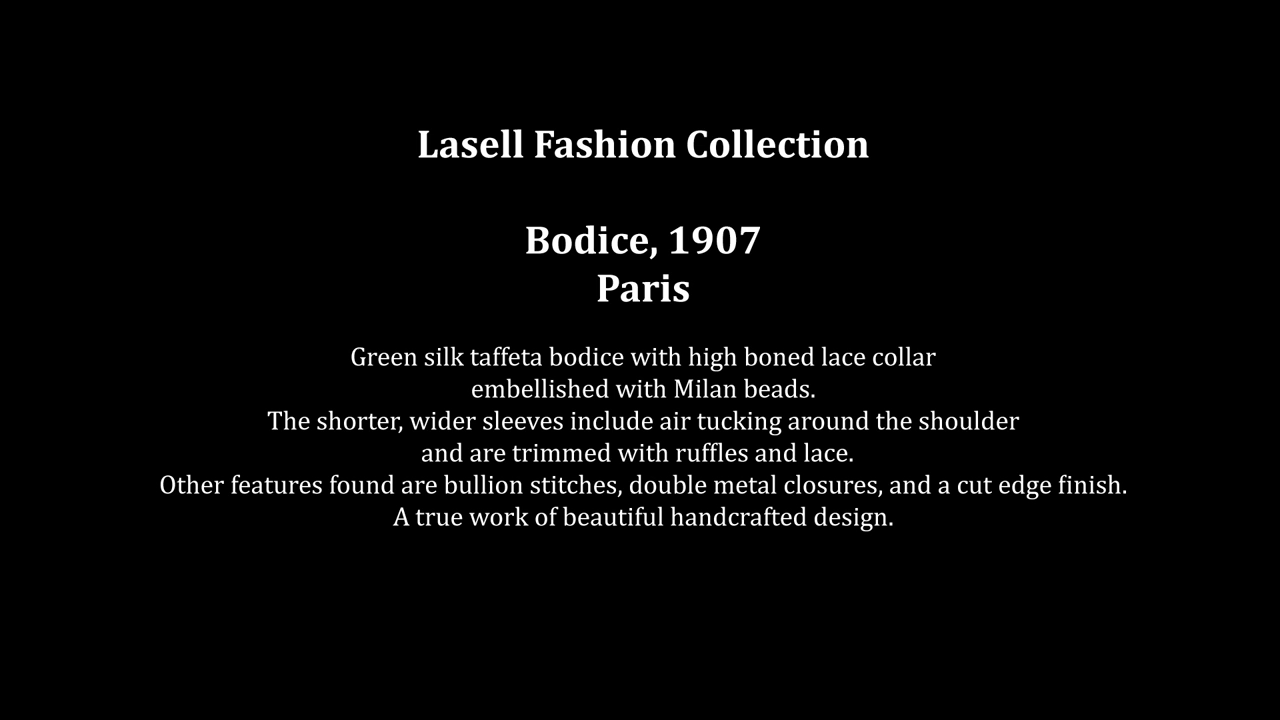 Lasell Fashion Collection
Bodice, 1907
Paris
Green silk taffeta bodice with high boned lace collar
embellished with Milan beads.
The shorter, wider sleeves include air tucking around the shoulder
and are trimmed with ruffles and lace.
Other features found are bullion stitches, double metal closures, and a cut edge finish.
A true work of beautiful handcrafted design.